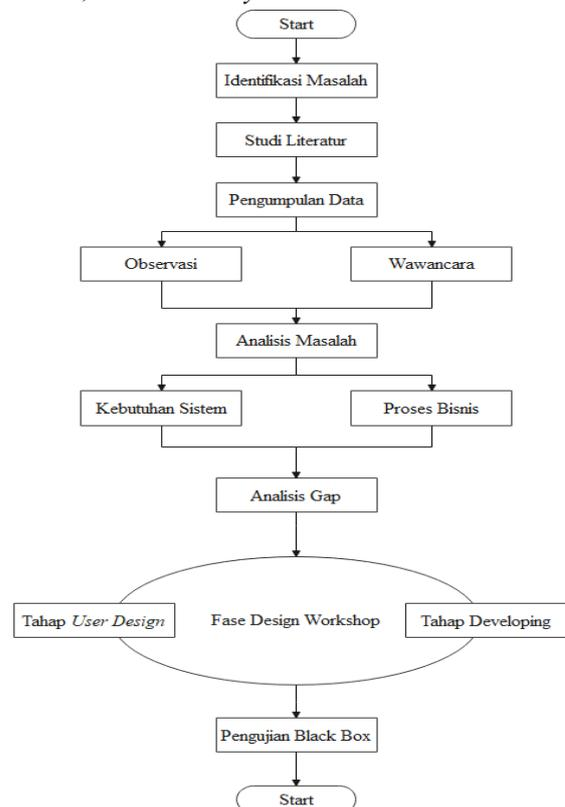 Start
Identifikasi Masalah
Studi Literatur
Pengumpulan Data
Observasi
Wawancara
Analisis Masalah
Kebutuhan Sistem
Proses Bisnis
Analisis Gap
Tahap User Design
Fase Design Workshop
Tahap Developing
Pengujian Black Box
Start